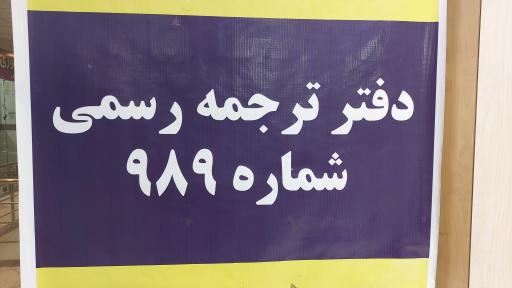 دفتر ترجمه رسمی
شماره ۹۸۹